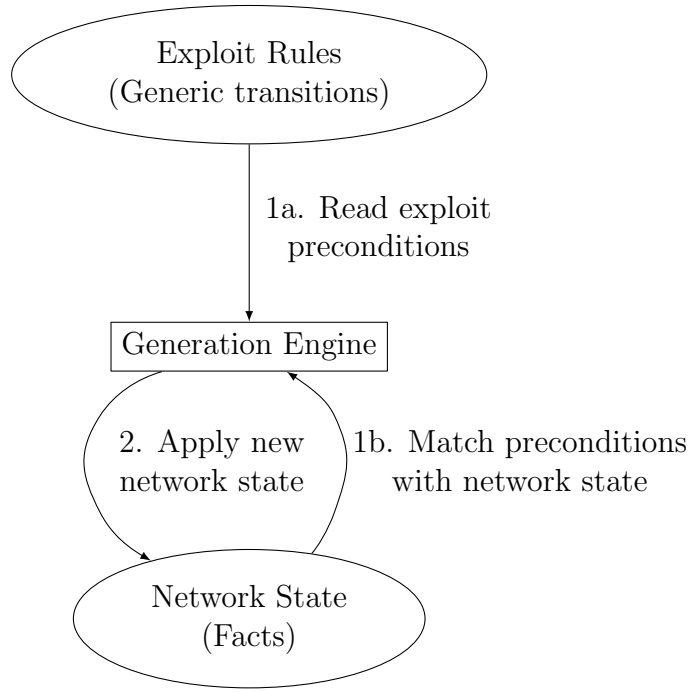 Exploit Rules
(Generic transitions)
1a. Read exploit
preconditions
Generation Engine
2. Apply new
network state
1b. Match preconditions
with network state
Network State
(Facts)